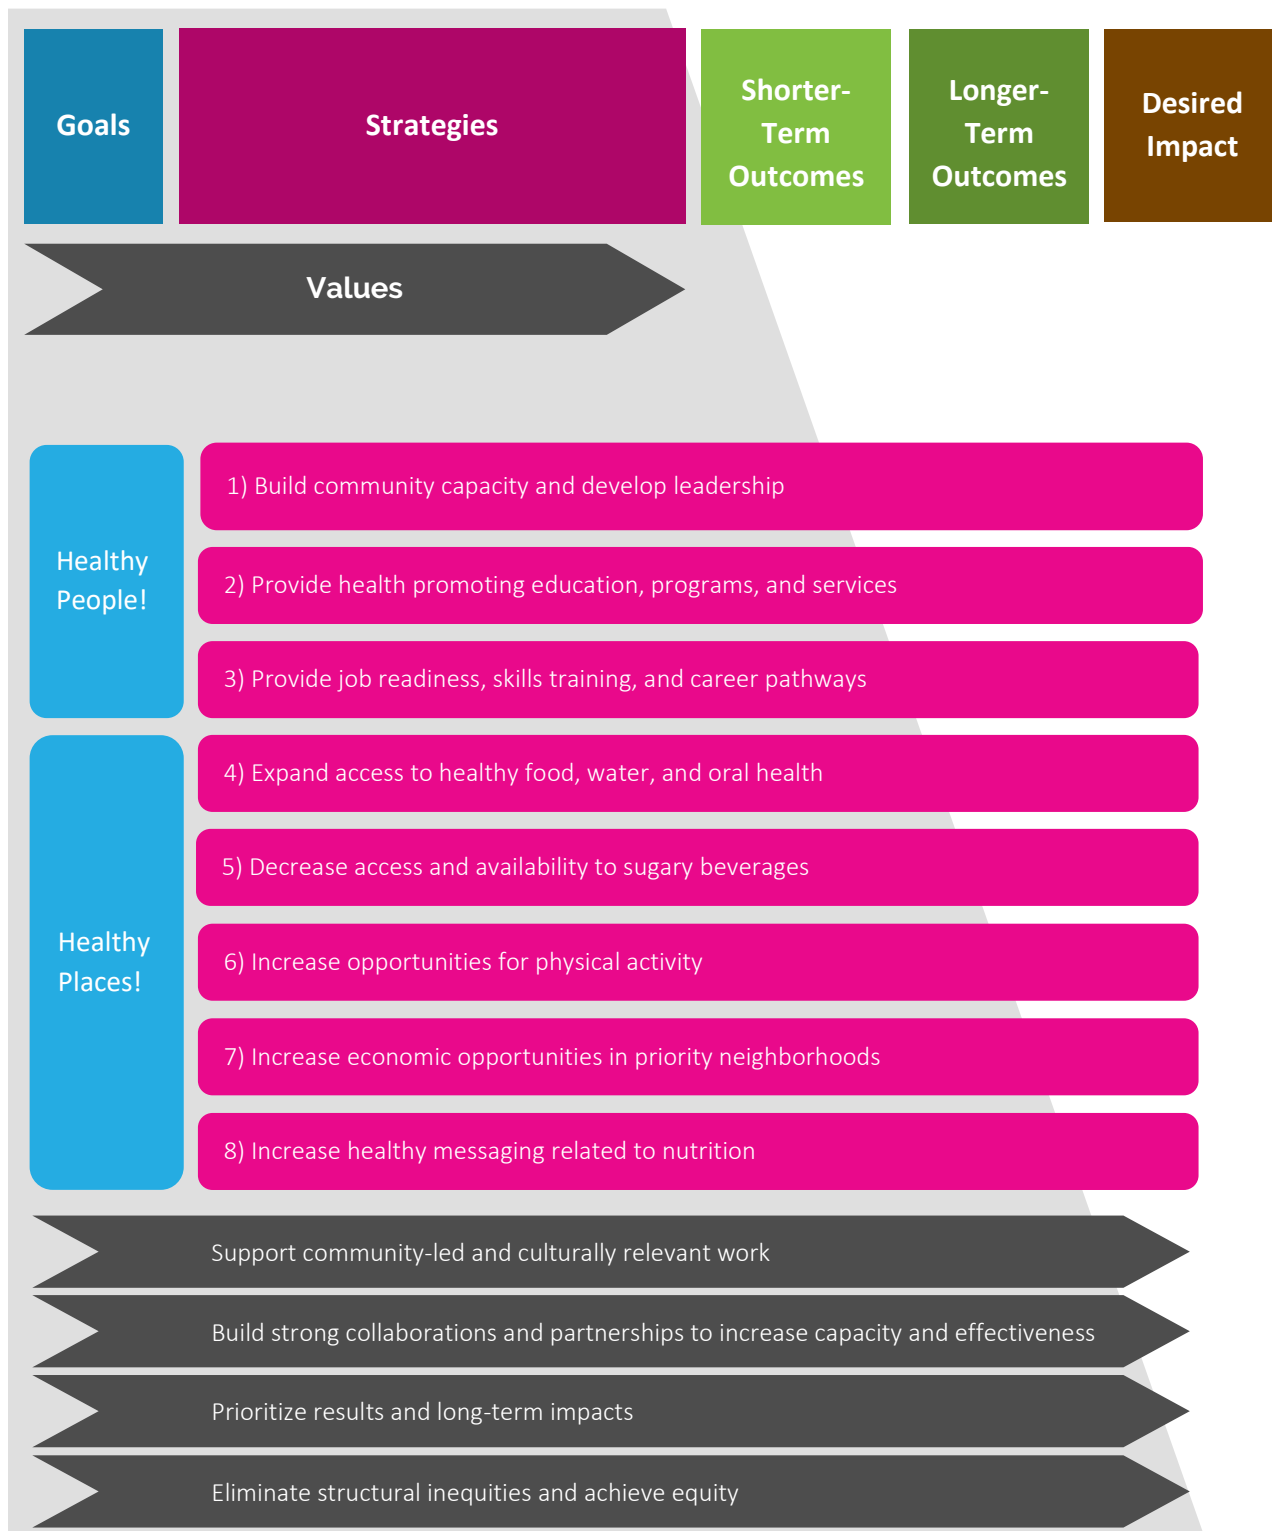 Goals
Strategies
Shorter-
Term
Outcomes
Longer-
Term
Outcomes
Desired
Impact
Values
Healthy
People!
1) Build community capacity and develop leadership
2) Provide health promoting education, programs, and services
3) Provide job readiness, skills training, and career pathways
Healthy
Places!
4) Expand access to healthy food, water, and oral health
5) Decrease access and availability to sugary beverages
6) Increase opportunities for physical activity
7) Increase economic opportunities in priority neighborhoods
8) Increase healthy messaging related to nutrition
Support community-led and culturally relevant work
Build strong collaborations and partnerships to increase capacity and effectiveness
Prioritize results and long-term impacts
Eliminate structural inequities and achieve equity